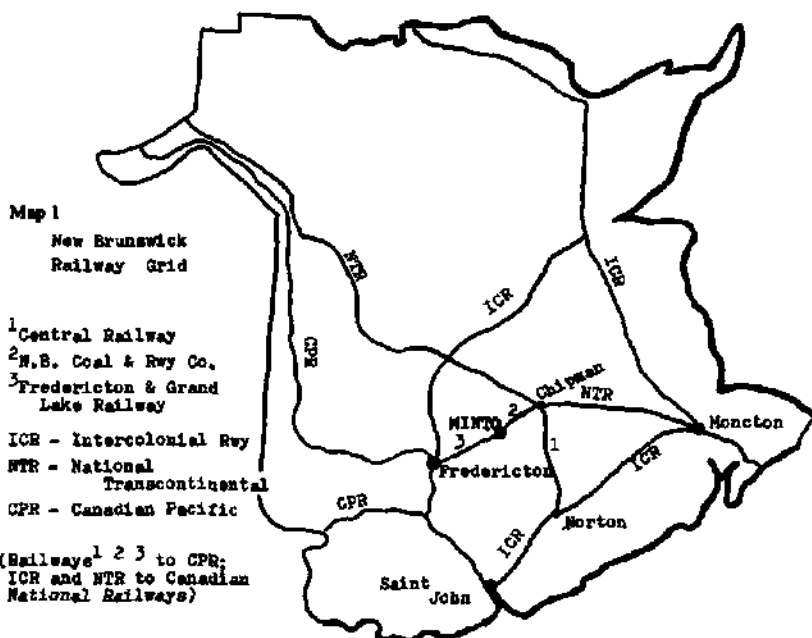 Map 1
New Brunswick
Railway Grid
1Central Railway
2N.B. Coal & Rwy Co.
3Fredericton & Grand
Lake Railway
ICR - Intercolonial Rwy
NTR - National
Transcontinental
CPR - Canadian Pacific
(Railways 1 2 3 to CPR;
ICR and NTR to Canadian
National Railways)
NTR
ICR
ICR
CPR
Chipman
2
NTR
MINTO
Moncton
3
1
Fredericton
ICR
CPR
Norton
ICR
Saint
John